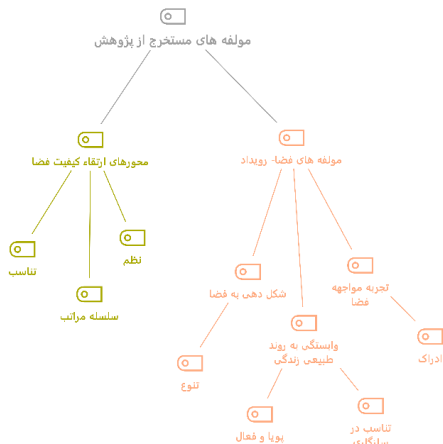 مولفه های مستخرج از پژوهش
محورهای ارتقاء کیفیت فضا
مولفه های فضا- رویداد
نظم
تناسب
سلسله مراتب
تجربه مواجهه
فضا
شکل دهی به فضا
وابستگی به روند
طبیعی زندگی
ادراک
تنوع
تناسب در
پویا و فعال